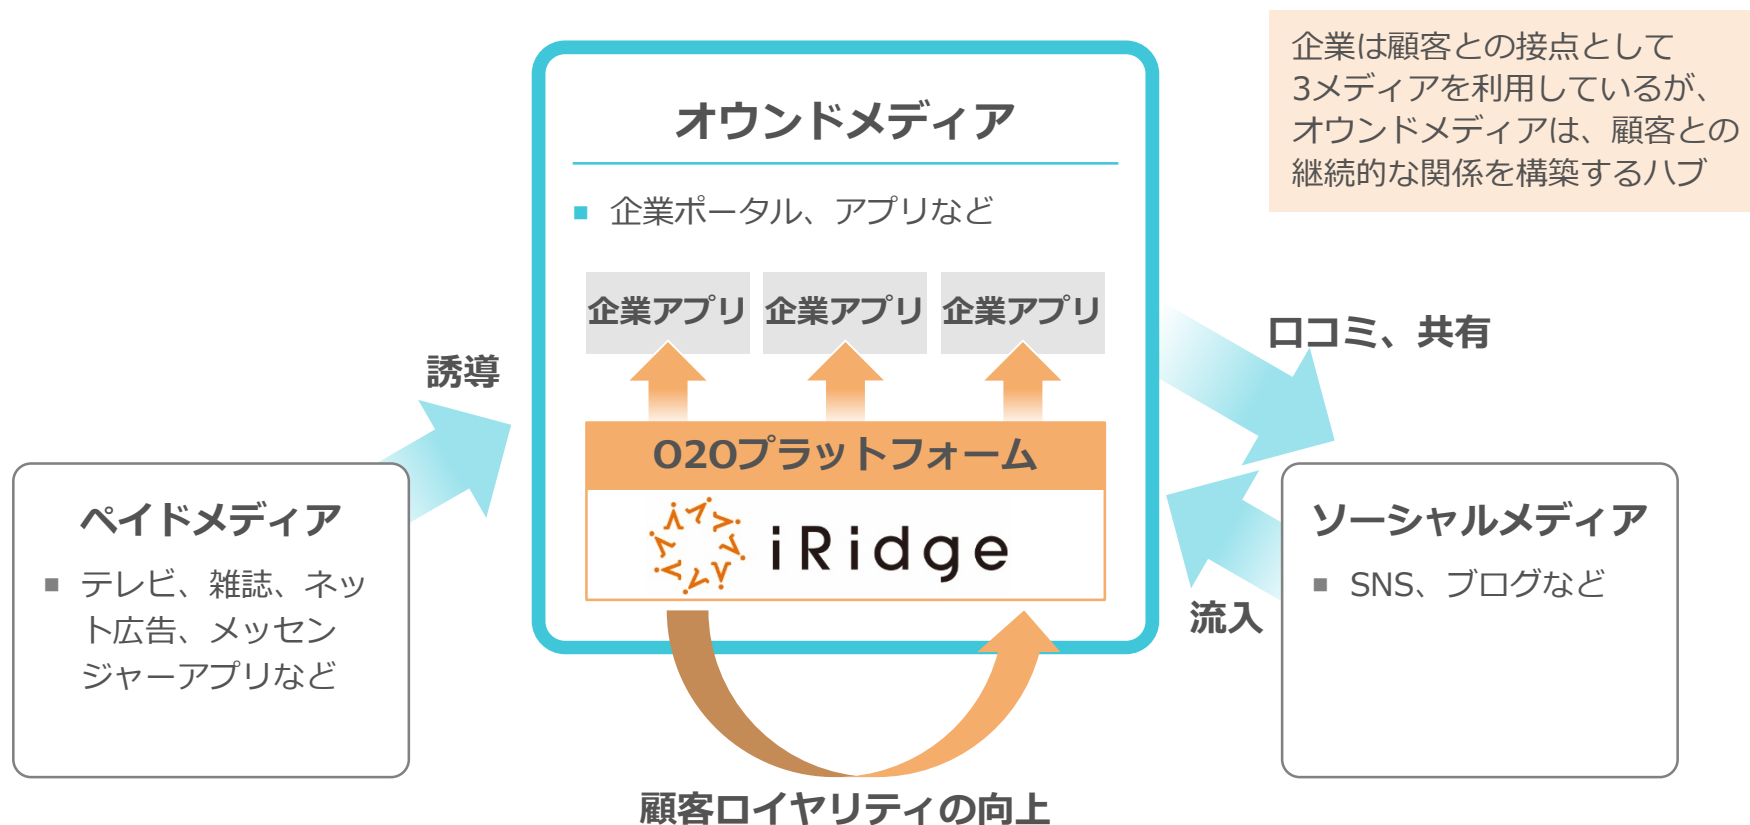 企業は顧客との接点として
3メディアを利用しているが、
オウンドメディアは、顧客との
継続的な関係を構築するハブ
オウンドメディア
■ 企業ポータル、アプリなど
企業アプリ 企業アプリ 企業アプリ
O2Oプラットフォーム
iRidge
顧客ロイヤリティの向上
誘導
ペイドメディア
■ テレビ、雑誌、ネッ
ト広告、メッセン
ジャーアプリなど
口コミ、共有
流入
ソーシャルメディア
■ SNS、ブログなど